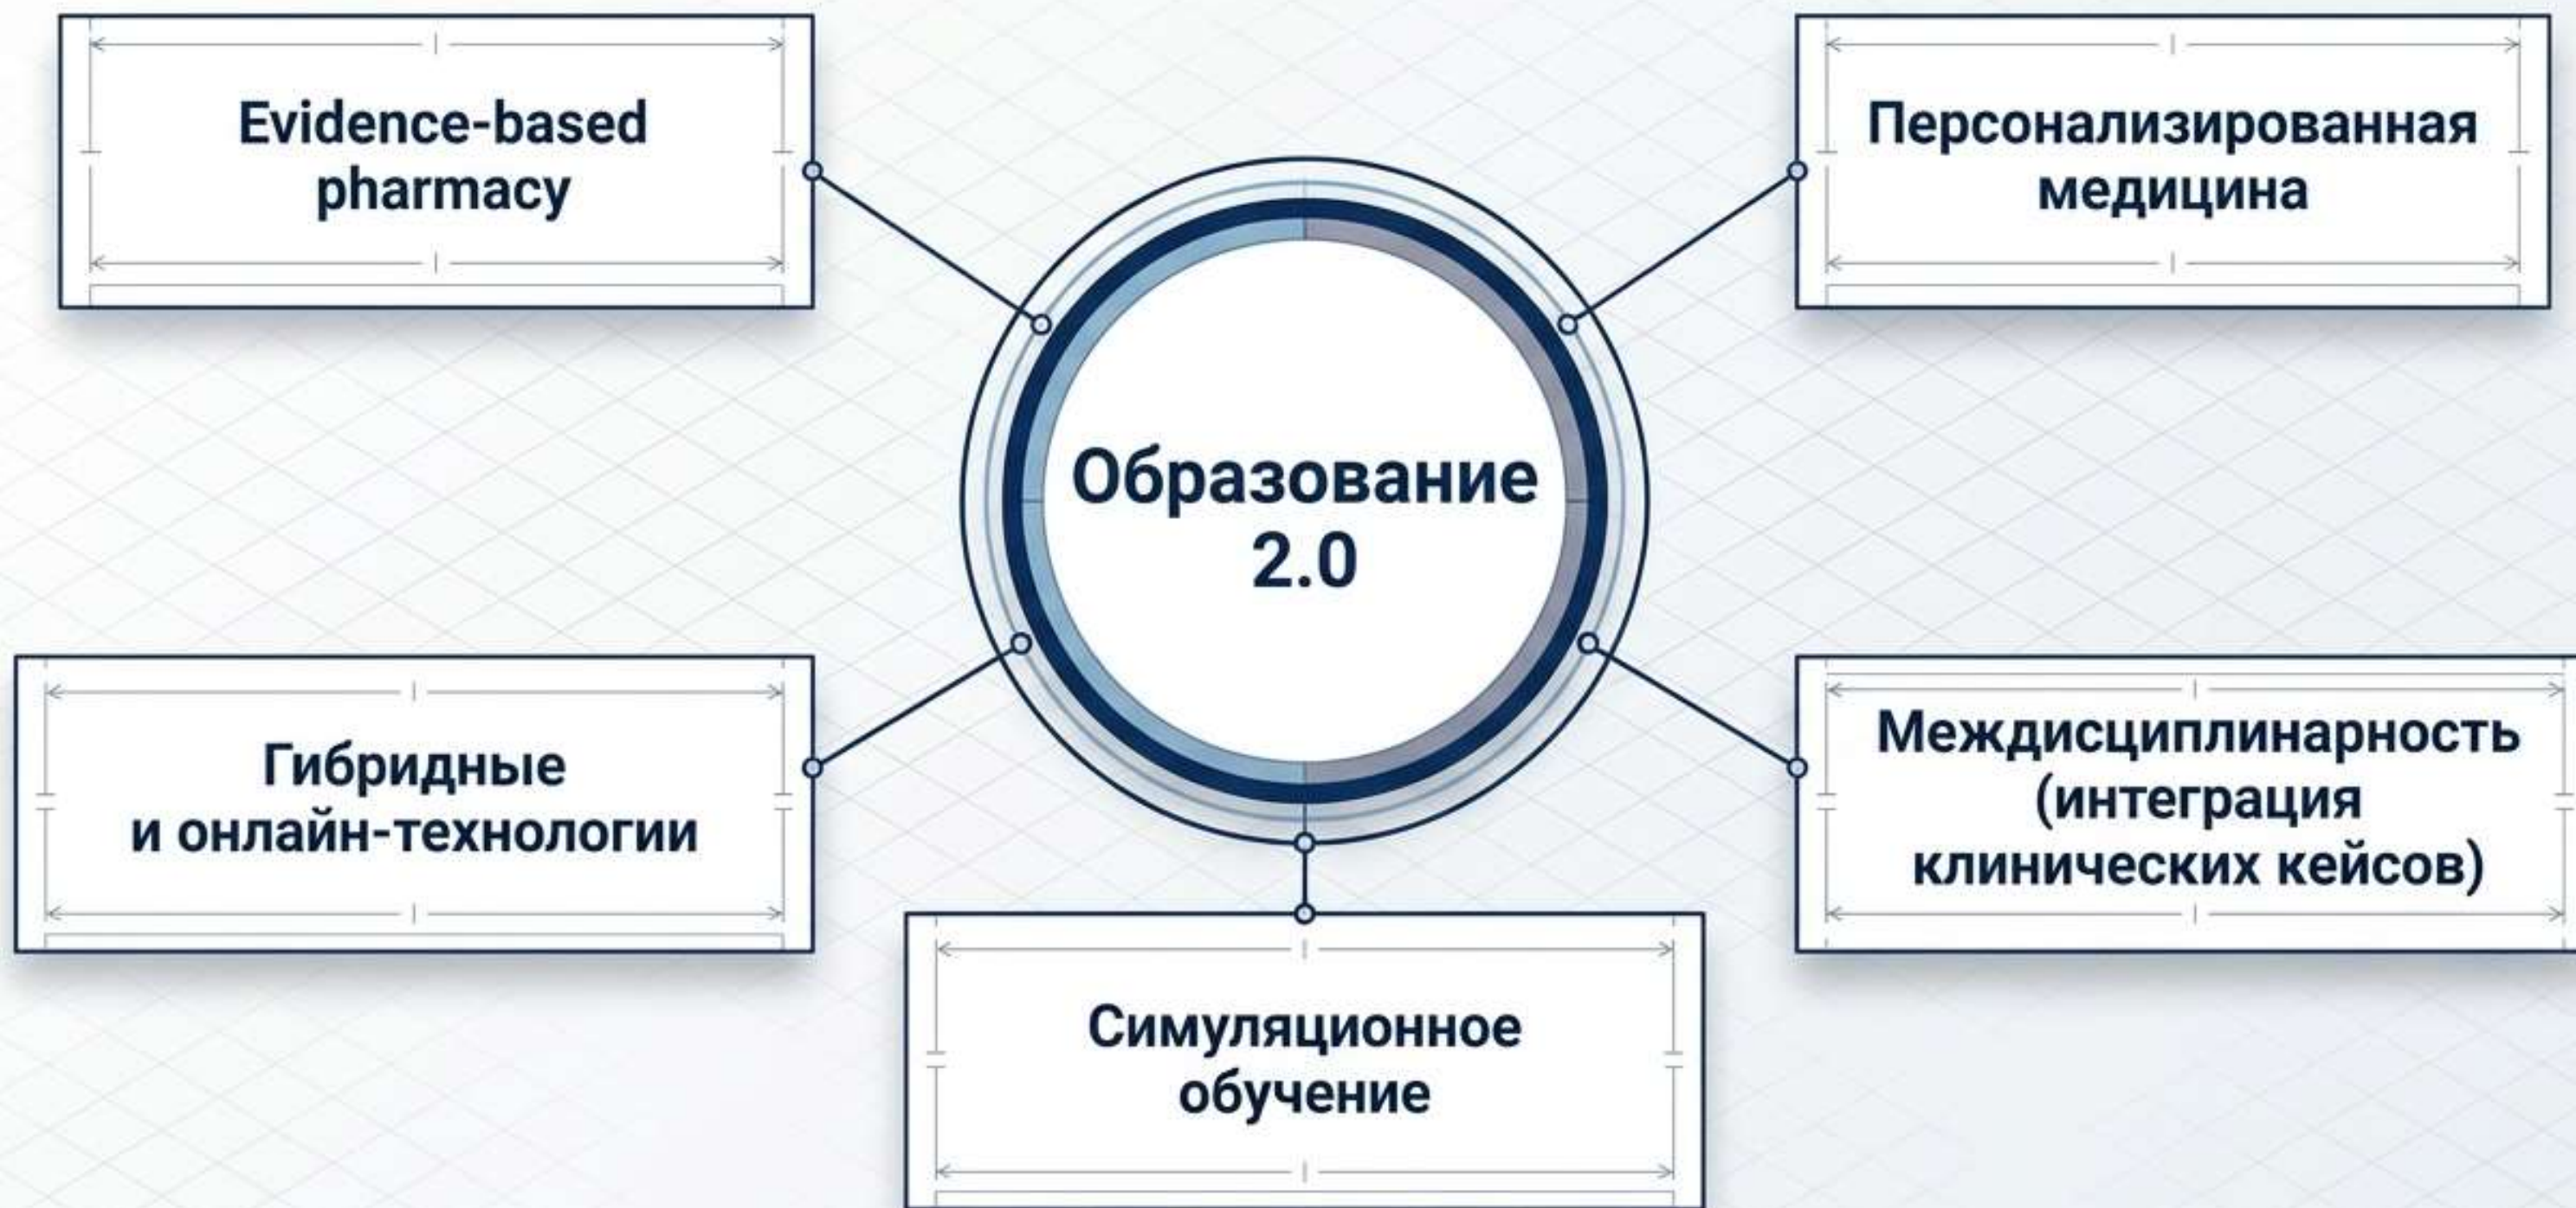 Evidence-based
pharmacy
Персонализированная
медицина
Образование
2.0
Гибридные
и онлайн-технологии
Междисциплинарность
(интеграция
клинических кейсов)
Симуляционное
обучение